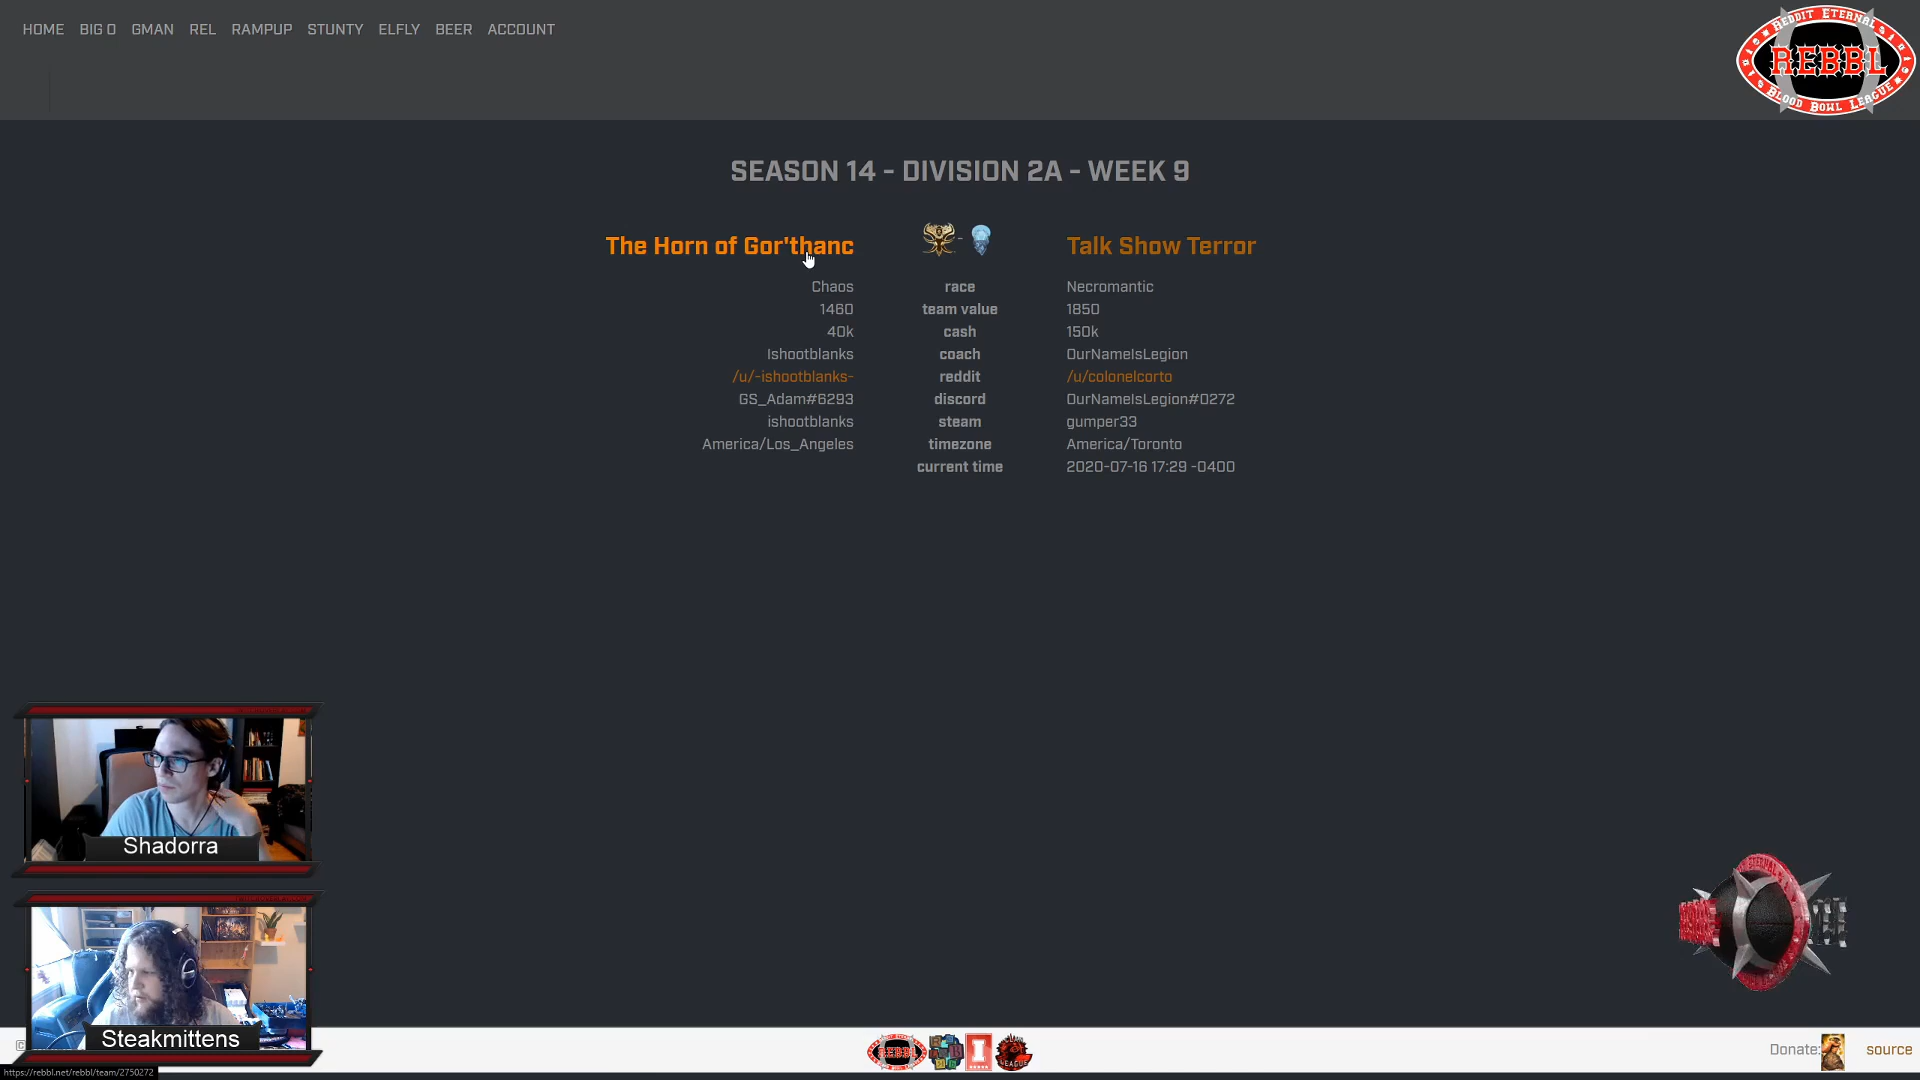 HOME BIG O GMAN REL RAMPUP STUNTY ELFLY BEER ACCOUNT
REDDIT ETERNAL
REBBL
BLOOD BOWL LEAGUE
SEASON 14 - DIVISION 2A - WEEK 9
The Horn of Gor'thanc - Talk Show Terror
Chaos race Necromantic
1460 team value 1850
40k cash 150k
Ishootblanks coach OurNameIsLegion
/u/-ishootblanks- reddit /u/colonelcorto
GS_Adam#6293 discord OurNameIsLegion#0272
ishootblanks steam gumper33
America/Los_Angeles timezone America/Toronto
current time 2020-07-16 17:29 -0400
Shadorra
Steakmittens
©
REBBL
Donate: source
https://rebbl.net/rebbl/team/2750272